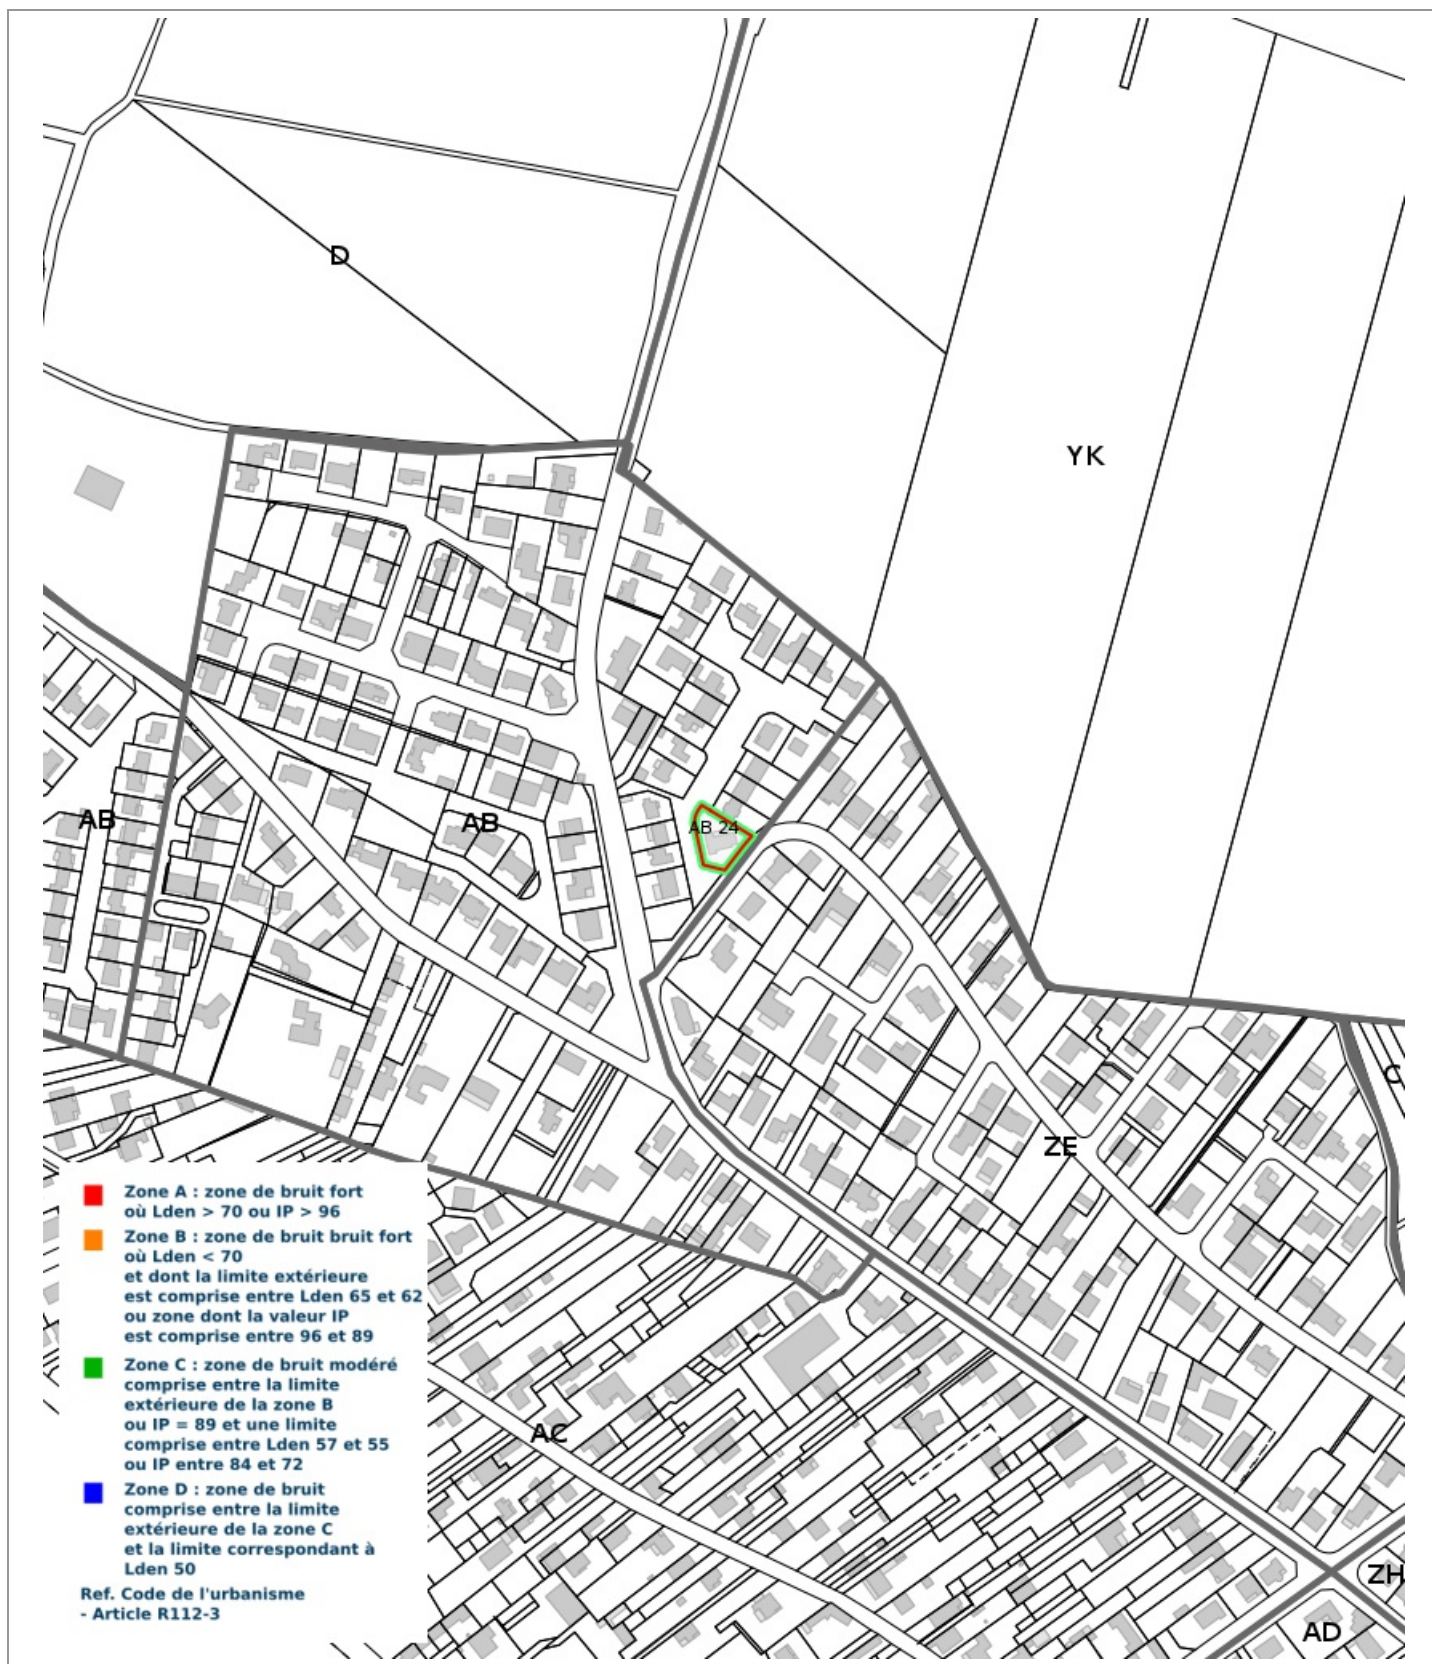 D
YK
AB 24
AB
AB
ZE
C
Zone A : zone de bruit fort
où Lden > 70 ou IP > 96
Zone B : zone de bruit bruit fort
où Lden < 70
et dont la limite extérieure
est comprise entre Lden 65 et 62
ou zone dont la valeur IP
est comprise entre 96 et 89
Zone C : zone de bruit modéré
comprise entre la limite
extérieure de la zone B
ou IP = 89 et une limite
comprise entre Lden 57 et 55
ou IP entre 84 et 72
Zone D : zone de bruit
comprise entre la limite
extérieure de la zone C
et la limite correspondant à
Lden 50
Ref. Code de l'urbanisme
- Article R112-3
AC
ZH
AD